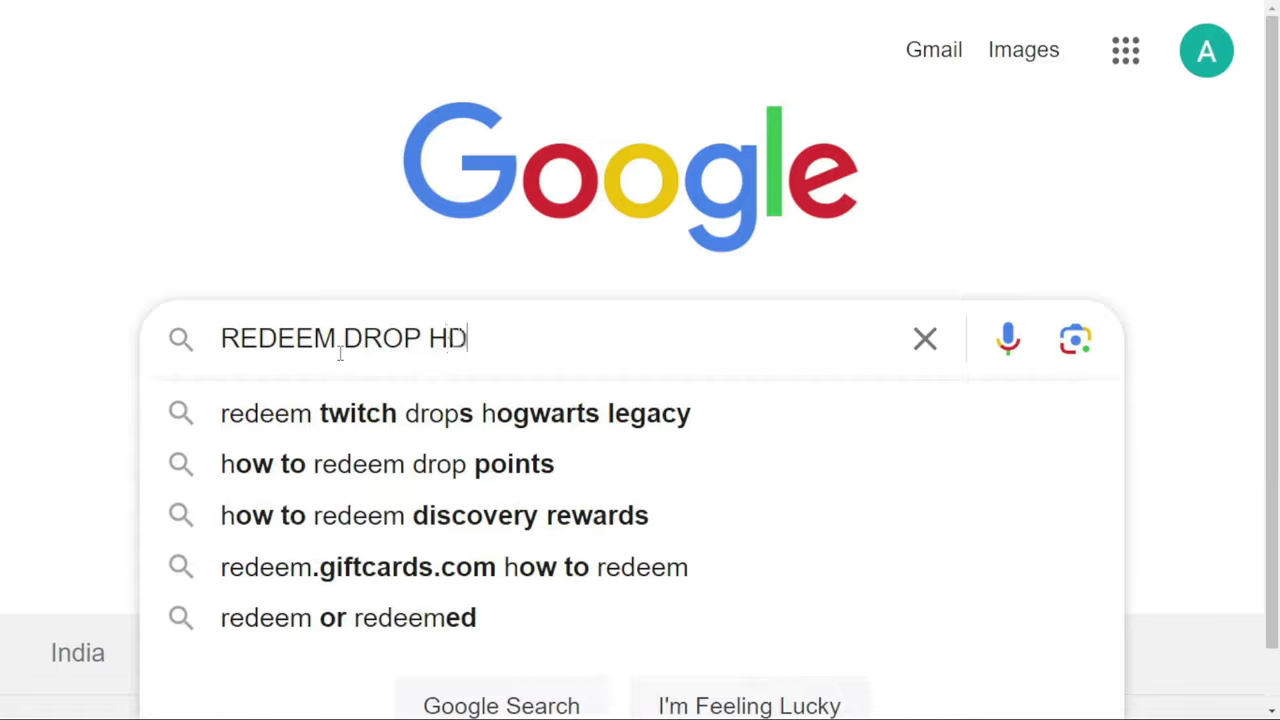 Gmail Images A
Google
REDEEM DROP HD
redeem twitch drops hogwarts legacy
how to redeem drop points
how to redeem discovery rewards
redeem.giftcards.com how to redeem
redeem or redeemed
India
Google Search I'm Feeling Lucky